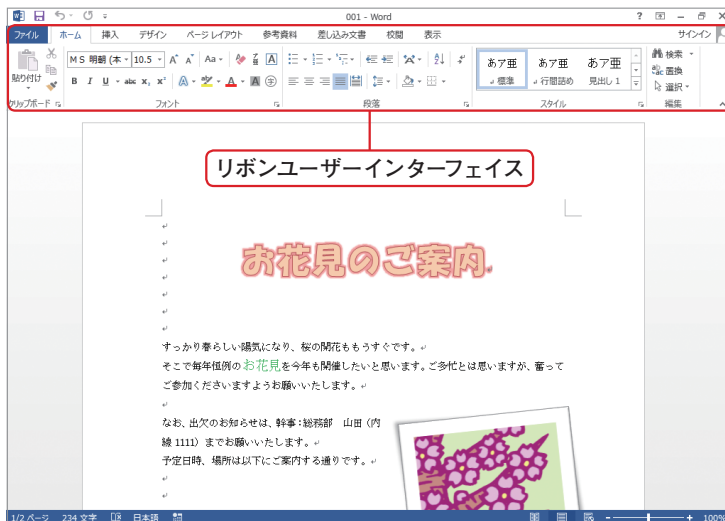 001 - Word
ファイル ホーム 挿入 デザイン ページ レイアウト 参考資料 差し込み文書 校閲 表示 サインイン
MS 明朝 (本 10.5 A A Aa A
検索
置換
選択
貼り付け
B I U abc x₂ x² A A A 字
あア亜 標準
あア亜 行間詰め
あア亜 見出し 1
クリップボード フォント 段落 スタイル 編集
リボンユーザーインターフェイス
お花見のご案内
すっかり春らしい陽気になり、桜の開花ももうすぐです。
そこで毎年恒例のお花見を今年も開催したいと思います。ご多忙とは思いますが、奮って
ご参加くださいますようお願いいたします。
なお、出欠のお知らせは、幹事：総務部　山田（内
線 1111）までお願いいたします。
予定日時、場所は以下にご案内する通りです。
1/2 ページ 234 文字 日本語 100%